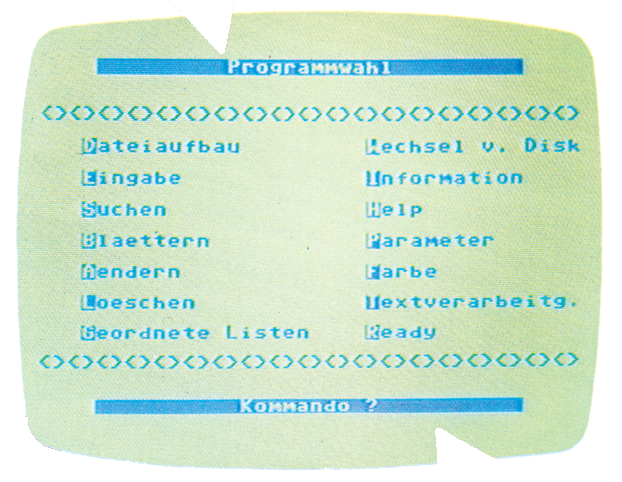 Programmwahl
<><><><><><><><><><><><><><><><><><><>
Dateiaufbau Wechsel v. Disk
Eingabe Information
Suchen Help
Blaettern Parameter
Aendern Farbe
Loeschen Textverarbeitg.
Geordnete Listen Ready
<><><><><><><><><><><><><><><><><><><>
Kommando ?